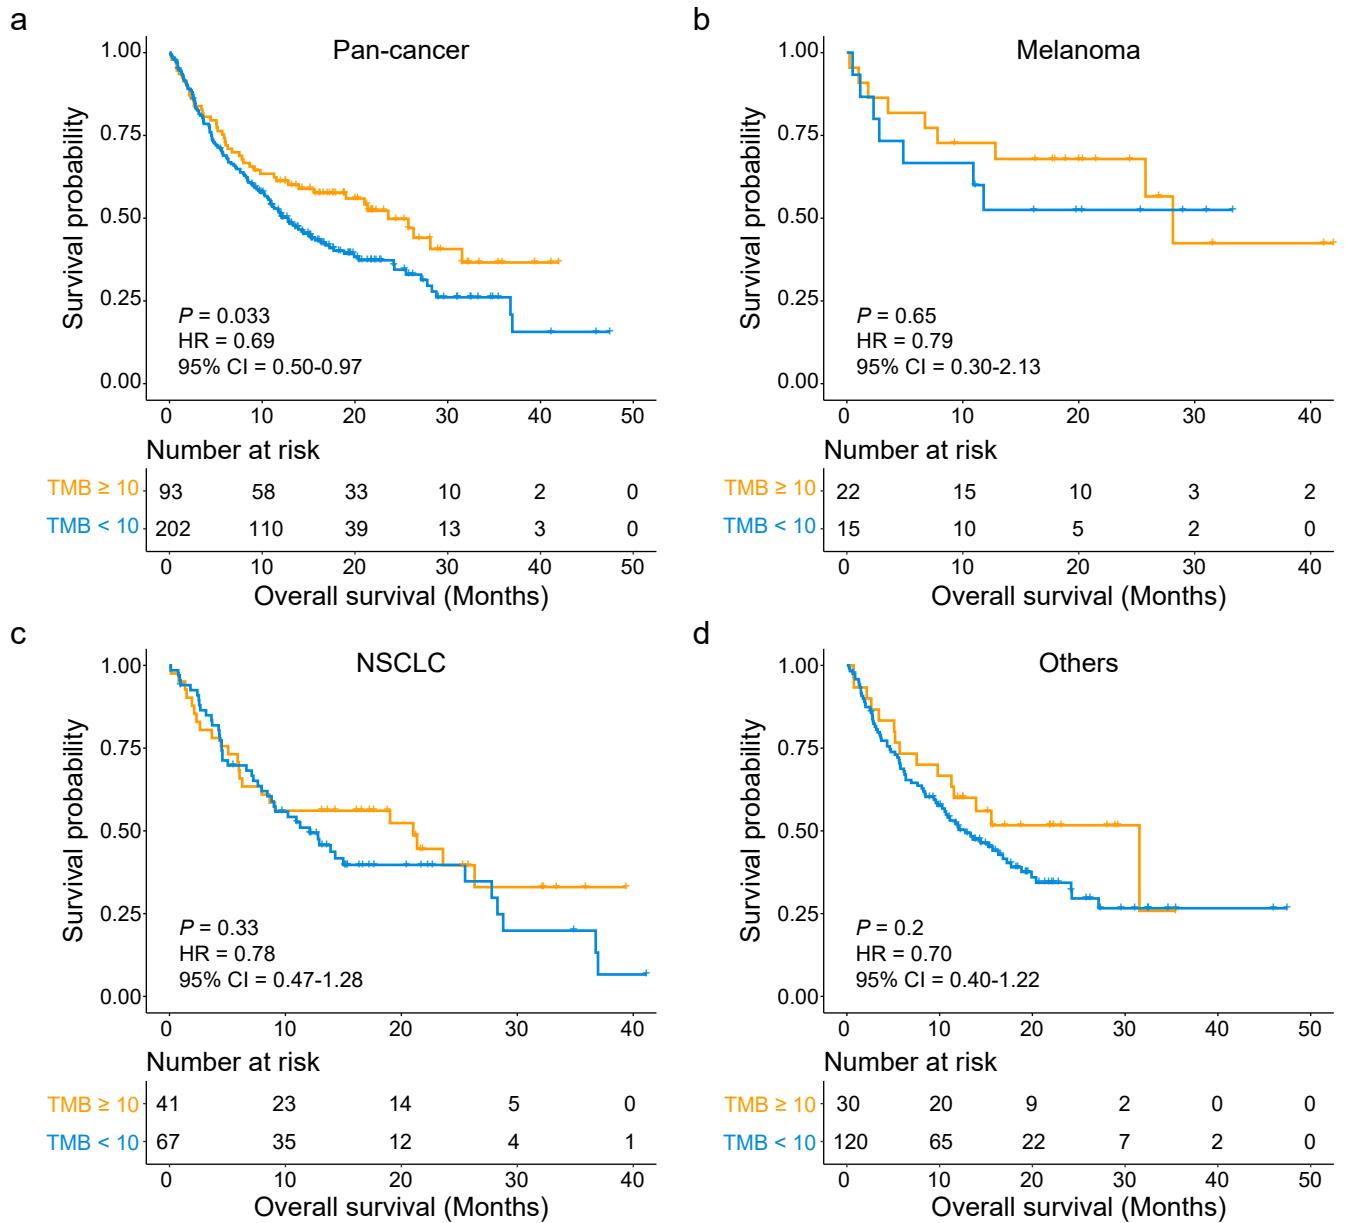 a
Pan-cancer
Survival probability
1.00
0.75
0.50
0.25
0.00
P = 0.033
HR = 0.69
95% CI = 0.50-0.97
0 10 20 30 40 50
Number at risk
TMB ≥ 10 93 58 33 10 2 0
TMB < 10 202 110 39 13 3 0
0 10 20 30 40 50
Overall survival (Months)
b
Melanoma
Survival probability
1.00
0.75
0.50
0.25
0.00
P = 0.65
HR = 0.79
95% CI = 0.30-2.13
0 10 20 30 40
Number at risk
TMB ≥ 10 22 15 10 3 2
TMB < 10 15 10 5 2 0
0 10 20 30 40
Overall survival (Months)
c
NSCLC
Survival probability
1.00
0.75
0.50
0.25
0.00
P = 0.33
HR = 0.78
95% CI = 0.47-1.28
0 10 20 30 40
Number at risk
TMB ≥ 10 41 23 14 5 0
TMB < 10 67 35 12 4 1
0 10 20 30 40
Overall survival (Months)
d
Others
Survival probability
1.00
0.75
0.50
0.25
0.00
P = 0.2
HR = 0.70
95% CI = 0.40-1.22
0 10 20 30 40 50
Number at risk
TMB ≥ 10 30 20 9 2 0 0
TMB < 10 120 65 22 7 2 0
0 10 20 30 40 50
Overall survival (Months)